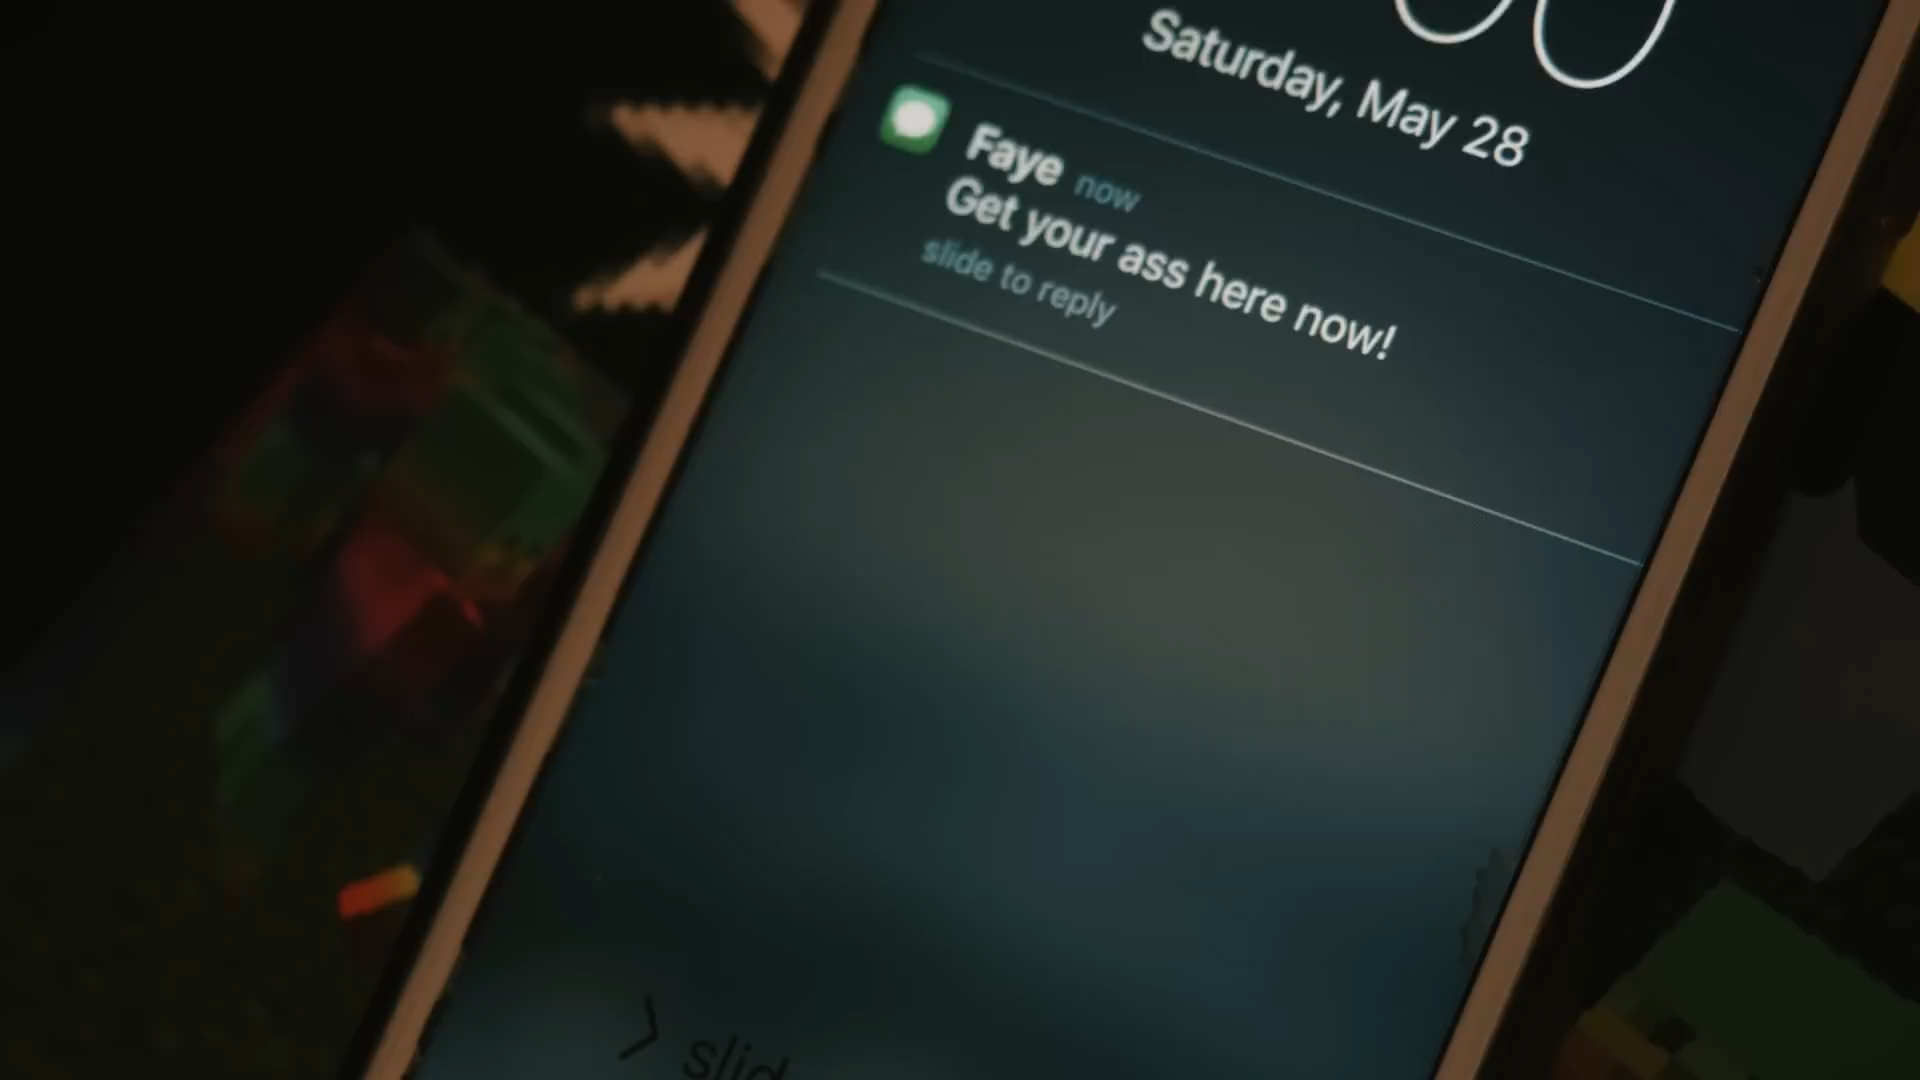 Saturday, May 28
Faye now
Get your ass here now!
slide to reply